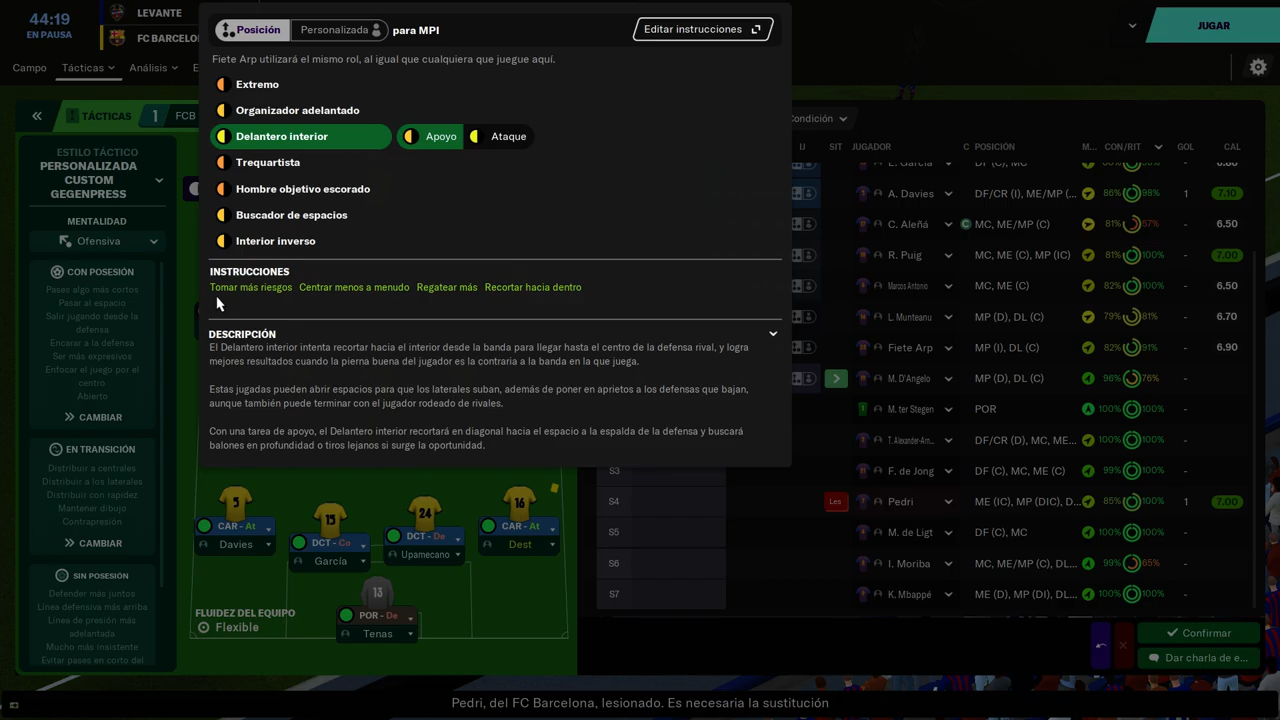 44:19
EN PAUSA
LEVANTE
FC BARCELO
Posición
Personalizada
para MPI
Editar instrucciones
JUGAR
Campo
Tácticas
Análisis
E
Fiete Arp utilizará el mismo rol, al igual que cualquiera que juegue aquí.
Extremo
Organizador adelantado
Delantero interior
Apoyo
Ataque
Trequartista
Hombre objetivo escorado
Buscador de espacios
Interior inverso
INSTRUCCIONES
Tomar más riesgos Centrar menos a menudo Regatear más Recortar hacia dentro
DESCRIPCIÓN
El Delantero interior intenta recortar hacia el interior desde la banda para llegar hasta el centro de la defensa rival, y logra
mejores resultados cuando la pierna buena del jugador es la contraria a la banda en la que juega.
Estas jugadas pueden abrir espacios para que los laterales suban, además de poner en aprietos a los defensas que bajan,
aunque también puede terminar con el jugador rodeado de rivales.
Con una tarea de apoyo, el Delantero interior recortará en diagonal hacia el espacio a la espalda de la defensa y buscará
balones en profundidad o tiros lejanos si surge la oportunidad.
TÁCTICAS
1
FCB
ESTILO TÁCTICO
PERSONALIZADA
CUSTOM
GEGENPRESS
MENTALIDAD
Ofensiva
CON POSESIÓN
Pases algo más cortos
Pasar al espacio
Salir jugando desde la
defensa
Encarar a la defensa
Ser más expresivos
Enfocar el juego por el
centro
Abierto
CAMBIAR
EN TRANSICIÓN
Distribuir a centrales
Distribuir a los laterales
Distribuir con rapidez
Mantener dibujo
Contrapresión
CAMBIAR
SIN POSESIÓN
Defender más juntos
Línea defensiva más arriba
Línea de presión más
adelantada
Mucho más insistente
Evitar pases en corto del
5
CAR - At
Davies
15
DCT - Co
García
24
DCT - De
Upamecano
16
CAR - At
Dest
13
POR - De
Tenas
FLUIDEZ DEL EQUIPO
Flexible
Condición
IJ SIT JUGADOR C POSICIÓN M... CON/RIT GOL CAL
E. García DF (C), MC - 6.80
A. Davies DF/CR (I), ME/MP (... 86% 98% 1 7.10
C. Aleñá C MC, ME/MP (C) 81% 57% - 6.50
R. Puig MC, ME (C), MP (IC) 81% 100% - 7.00
Marcos Antonio MC, ME (C) 82% 100% - 6.50
L. Munteanu MP (D), DL (C) 79% 81% - 6.70
Fiete Arp MP (I), DL (C) 82% 91% - 6.90
M. D'Angelo MP (D), DL (C) 96% 76% -
M. ter Stegen POR 100% 100% -
T. Alexander-Arn... DF/CR (D), MC, ME... 100% 100% -
S3 F. de Jong DF (C), MC, ME (C) 99% 100% -
S4 Les Pedri ME (IC), MP (DIC), D... 85% 100% 1 7.00
S5 M. de Ligt DF (C), MC 100% 100% -
S6 I. Moriba MC, ME/MP (C), DL... 99% 65% -
S7 K. Mbappé ME (D), MP (DI), DL... 100% 100% -
Confirmar
Dar charla de e...
Pedri, del FC Barcelona, lesionado. Es necesaria la sustitución